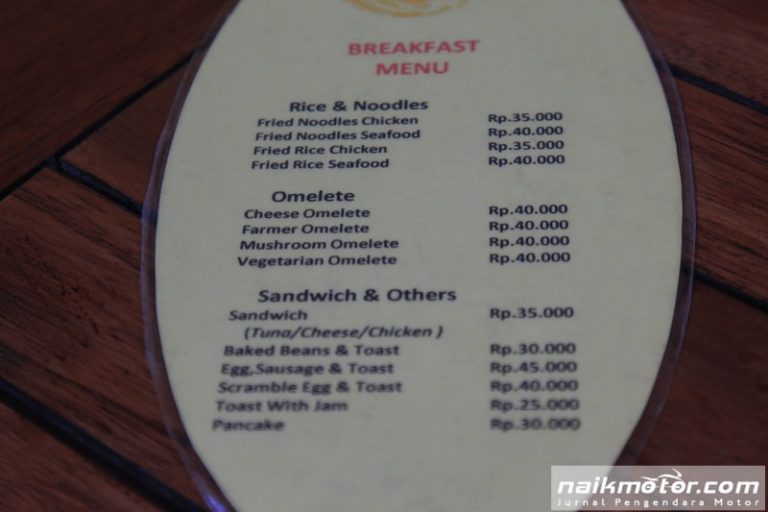 BREAKFAST
MENU
Rice & Noodles
Fried Noodles Chicken Rp.35.000
Fried Noodles Seafood Rp.40.000
Fried Rice Chicken Rp.35.000
Fried Rice Seafood Rp.40.000
Omelete
Cheese Omelete Rp.40.000
Farmer Omelete Rp.40.000
Mushroom Omelete Rp.40.000
Vegetarian Omelete Rp.40.000
Sandwich & Others
Sandwich Rp.35.000
(Tuna/Cheese/Chicken )
Baked Beans & Toast Rp.30.000
Egg,Sausage & Toast Rp.45.000
Scramble Egg & Toast Rp.40.000
Toast With Jam Rp.25.000
Pancake Rp.30.000
naikmotor.com
Jurnal Pengendara Motor